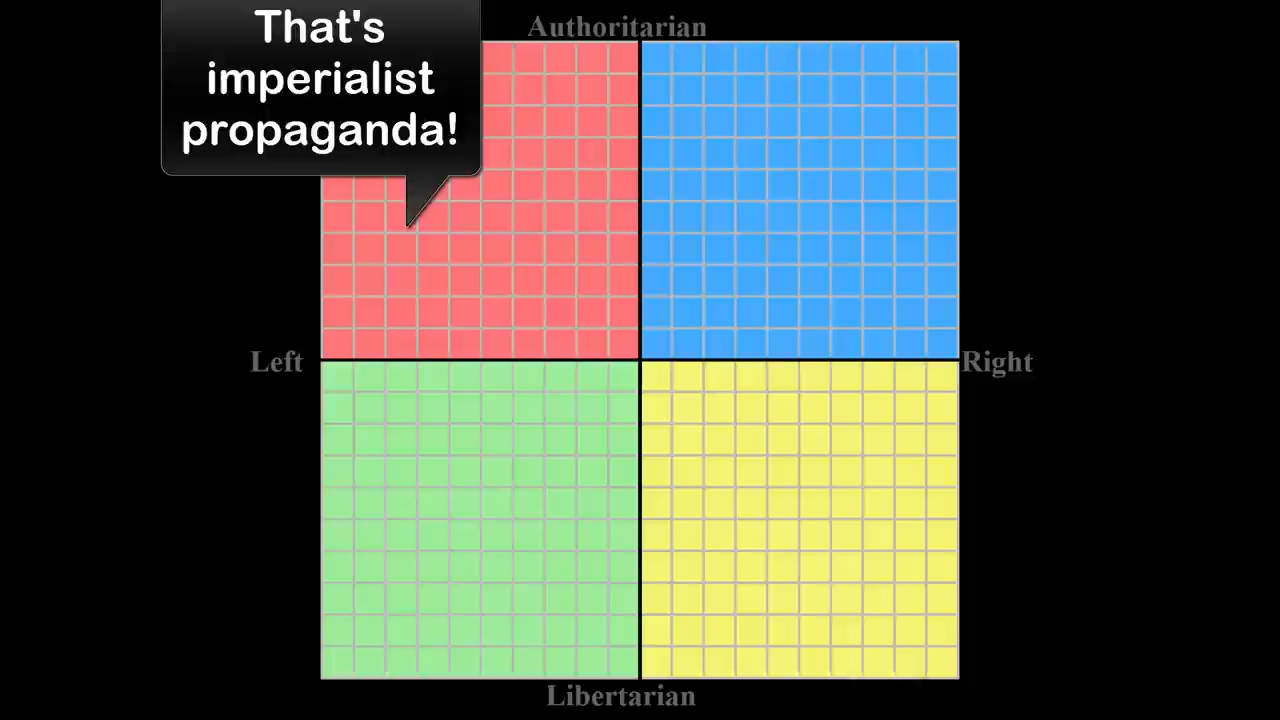 That's
imperialist
propaganda!
Authoritarian
Left
Right
Libertarian